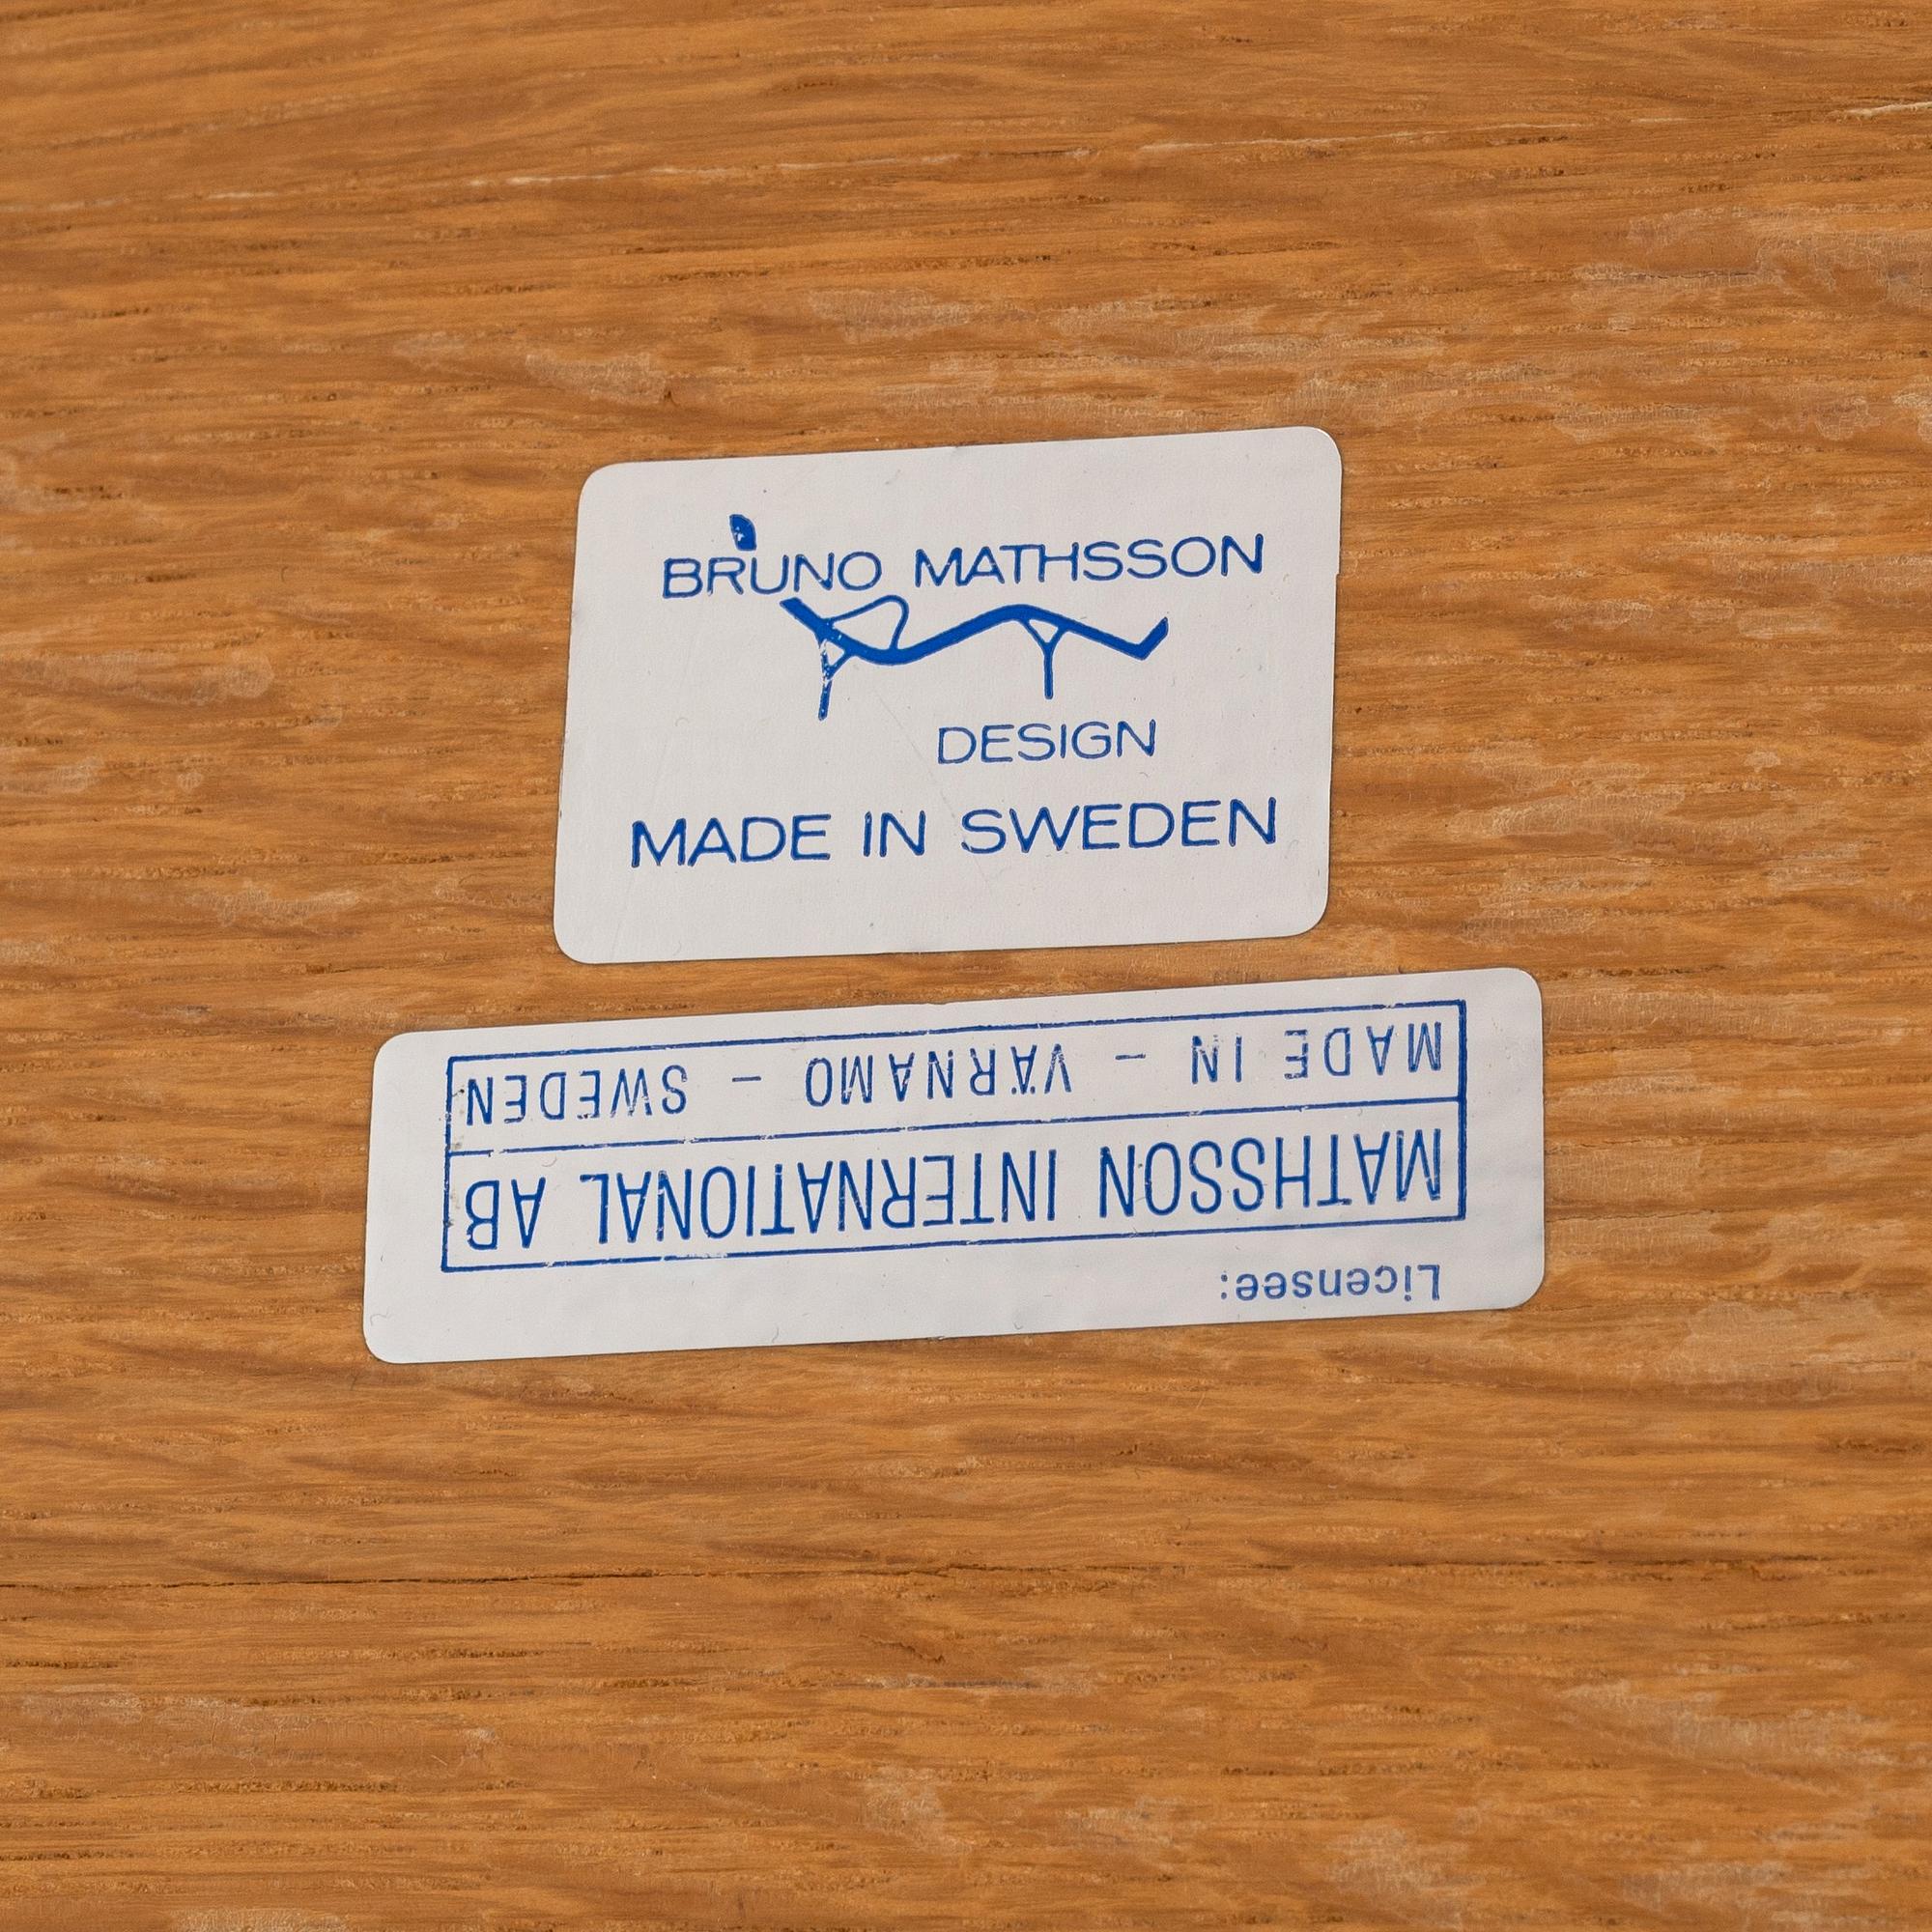 BRUNO MATHSSON
DESIGN
MADE IN SWEDEN
Licensee:
MATHSSON INTERNATIONAL AB
MADE IN – VÄRNAMO – SWEDEN